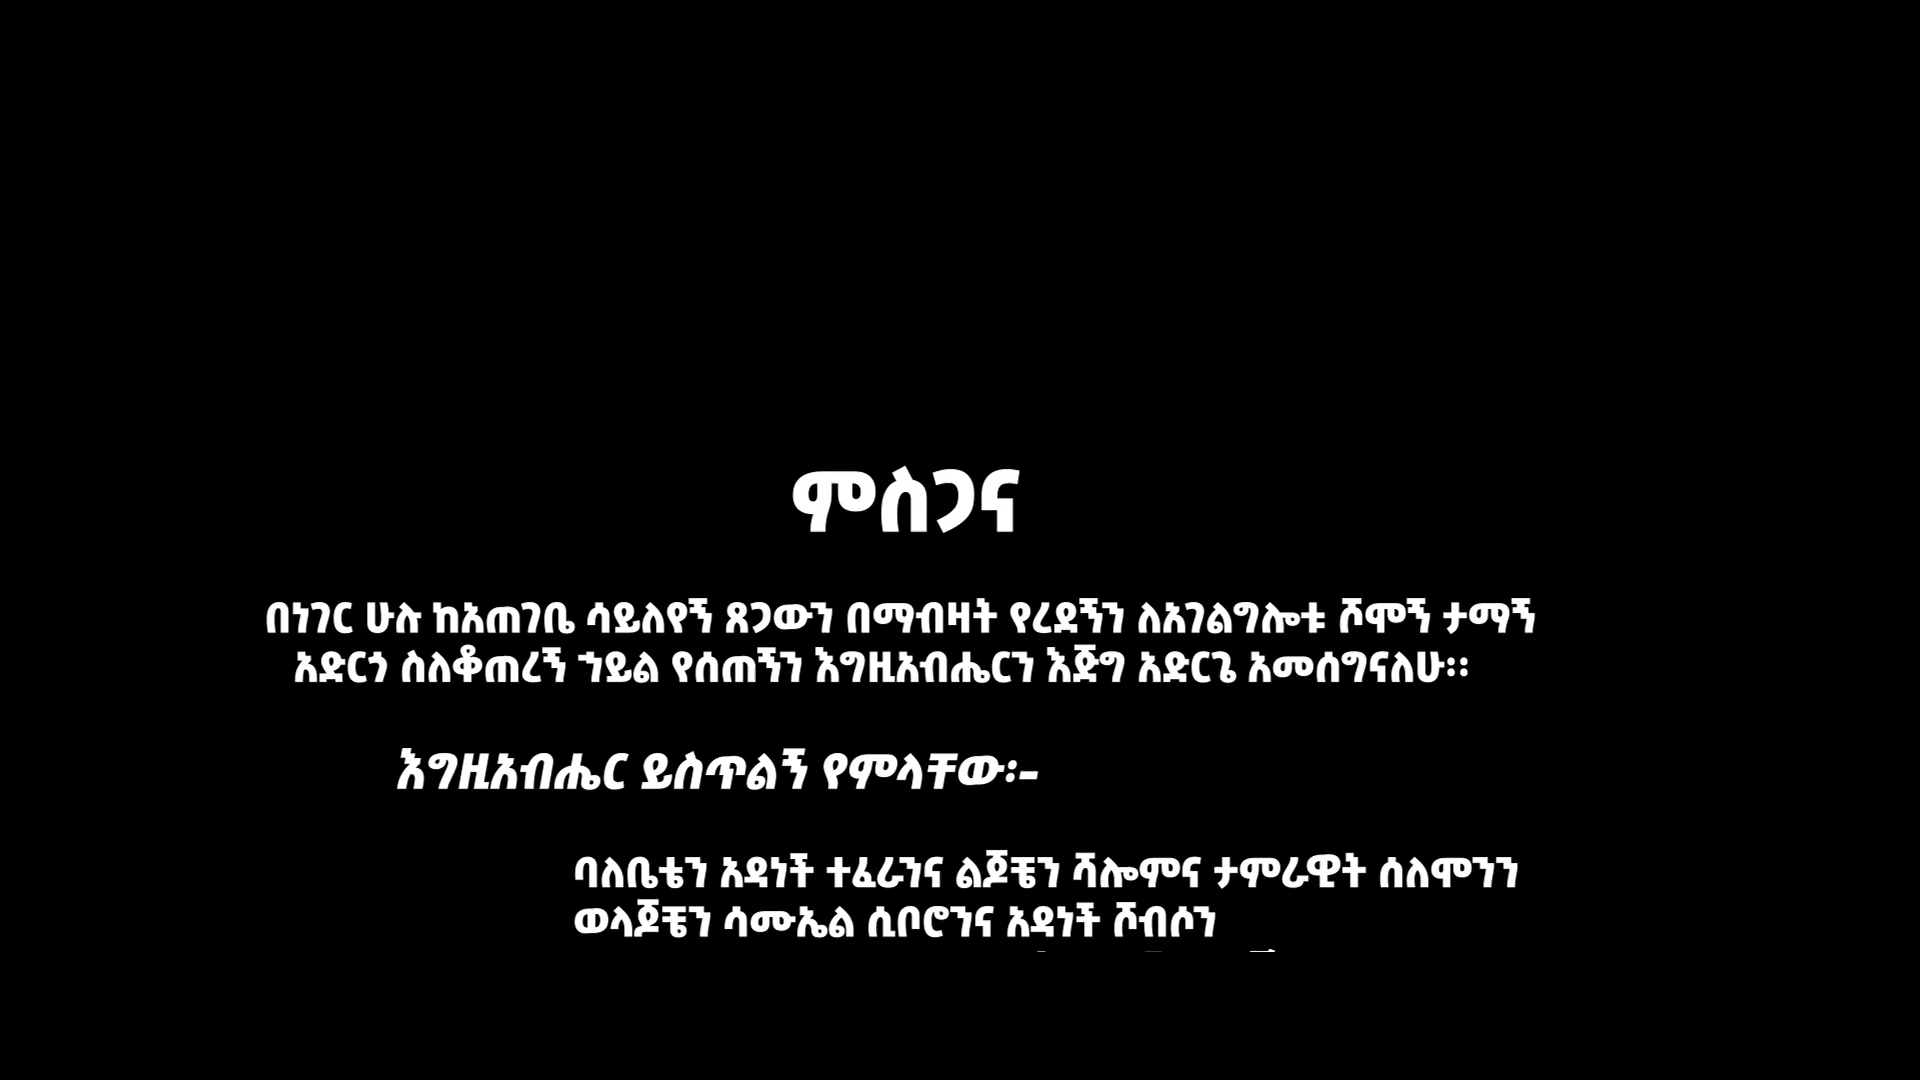 ምስጋና
በነገር ሁሉ ከአጠገቤ ሳይለየኝ ጸጋውን በማብዛት የረደኝን ለአገልግሎቱ ሾሞኝ ታማኝ
አድርጎ ስለቆጠረኝ ኀይል የሰጠኝን እግዚአብሔርን እጅግ አድርጌ አመሰግናለሁ።
እግዚአብሔር ይስጥልኝ የምላቸው፡-
ባለቤቴን አዳነች ተፈራንና ልጆቼን ሻሎምና ታምራዊት ሰለሞንን
ወላጆቼን ሳሙኤል ሲቦሮንና አዳነች ሾብሶን